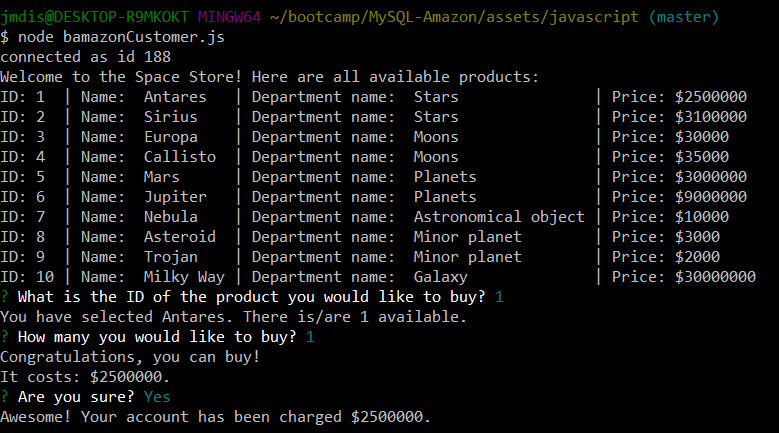 jmdis@DESKTOP-R9MKOKT MINGW64 ~/bootcamp/MySQL-Amazon/assets/javascript (master)
$ node bamazonCustomer.js
connected as id 188
Welcome to the Space Store! Here are all available products:
ID: 1  | Name:  Antares   | Department name:  Stars               | Price: $2500000
ID: 2  | Name:  Sirius    | Department name:  Stars               | Price: $3100000
ID: 3  | Name:  Europa    | Department name:  Moons               | Price: $30000
ID: 4  | Name:  Callisto  | Department name:  Moons               | Price: $35000
ID: 5  | Name:  Mars      | Department name:  Planets             | Price: $3000000
ID: 6  | Name:  Jupiter   | Department name:  Planets             | Price: $9000000
ID: 7  | Name:  Nebula    | Department name:  Astronomical object | Price: $10000
ID: 8  | Name:  Asteroid  | Department name:  Minor planet        | Price: $3000
ID: 9  | Name:  Trojan    | Department name:  Minor planet        | Price: $2000
ID: 10 | Name:  Milky Way | Department name:  Galaxy              | Price: $30000000
? What is the ID of the product you would like to buy? 1
You have selected Antares. There is/are 1 available.
? How many you would like to buy? 1
Congratulations, you can buy!
It costs: $2500000.
? Are you sure? Yes
Awesome! Your account has been charged $2500000.